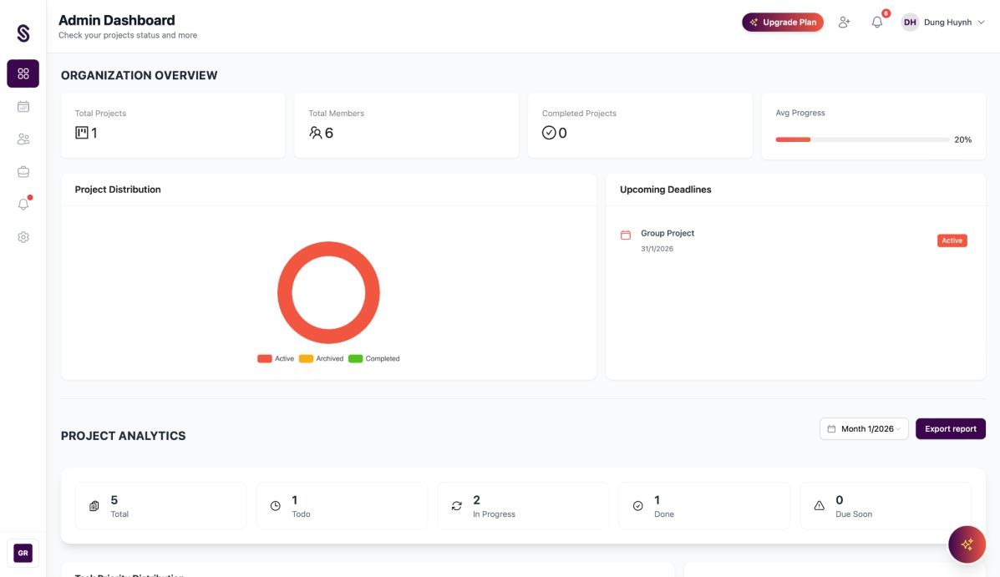 Admin Dashboard
Check your projects status and more
Upgrade Plan
6
DH
Dung Huynh
ORGANIZATION OVERVIEW
Total Projects
1
Total Members
6
Completed Projects
0
Avg Progress
20%
Project Distribution
Active
Archived
Completed
Upcoming Deadlines
Group Project
31/1/2026
Active
PROJECT ANALYTICS
Month 1/2026
Export report
5
Total
1
Todo
2
In Progress
1
Done
0
Due Soon
GR
Task Priority Distribution